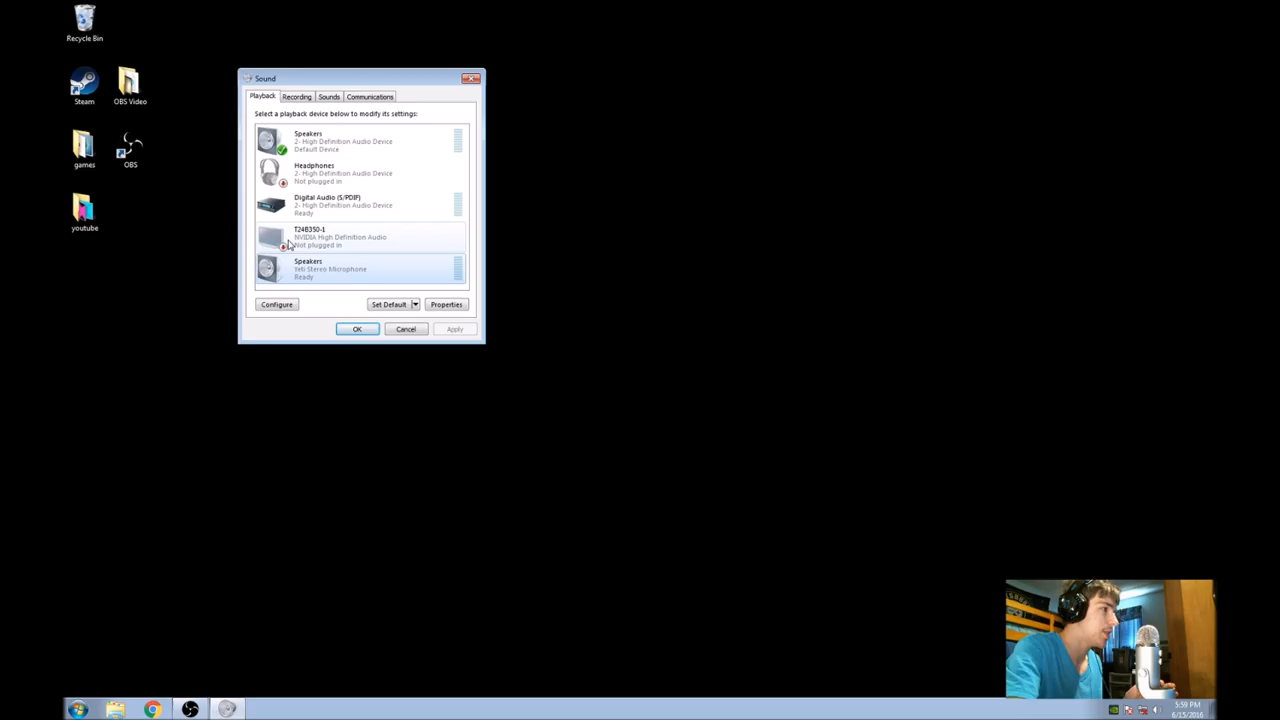 Recycle Bin
Steam
OBS Video
games
OBS
youtube
Sound
Playback
Recording
Sounds
Communications
Select a playback device below to modify its settings:
Speakers
2- High Definition Audio Device
Default Device
Headphones
2- High Definition Audio Device
Not plugged in
Digital Audio (S/PDIF)
2- High Definition Audio Device
Ready
T24B350-1
NVIDIA High Definition Audio
Not plugged in
Speakers
Yeti Stereo Microphone
Ready
Configure
Set Default
Properties
OK
Cancel
Apply
5:59 PM
6/15/2016